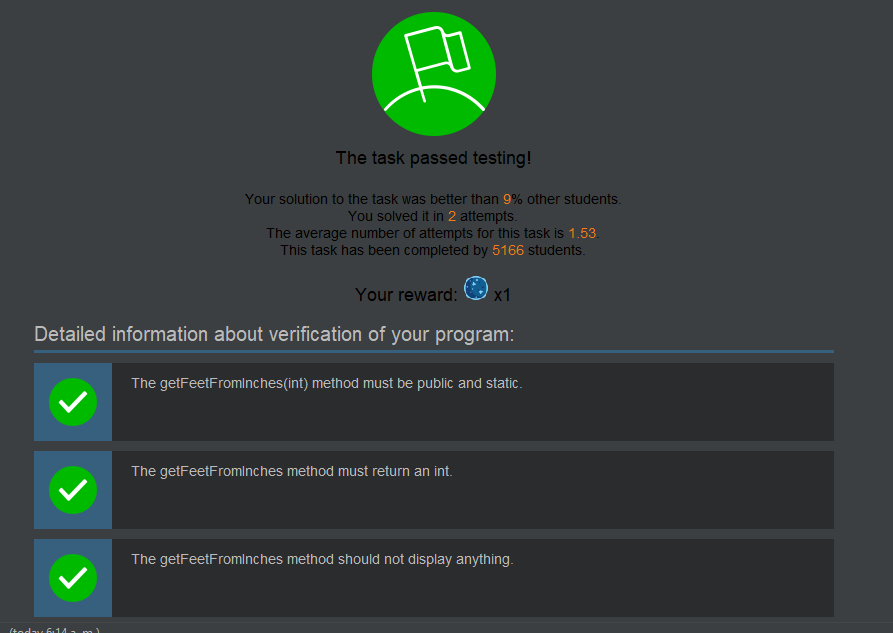 The task passed testing!
Your solution to the task was better than 9% other students.
You solved it in 2 attempts.
The average number of attempts for this task is 1.53
This task has been completed by 5166 students.
Your reward: x1
Detailed information about verification of your program:
The getFeetFromInches(int) method must be public and static.
The getFeetFromInches method must return an int.
The getFeetFromInches method should not display anything.
(today 6:14 a. m.)